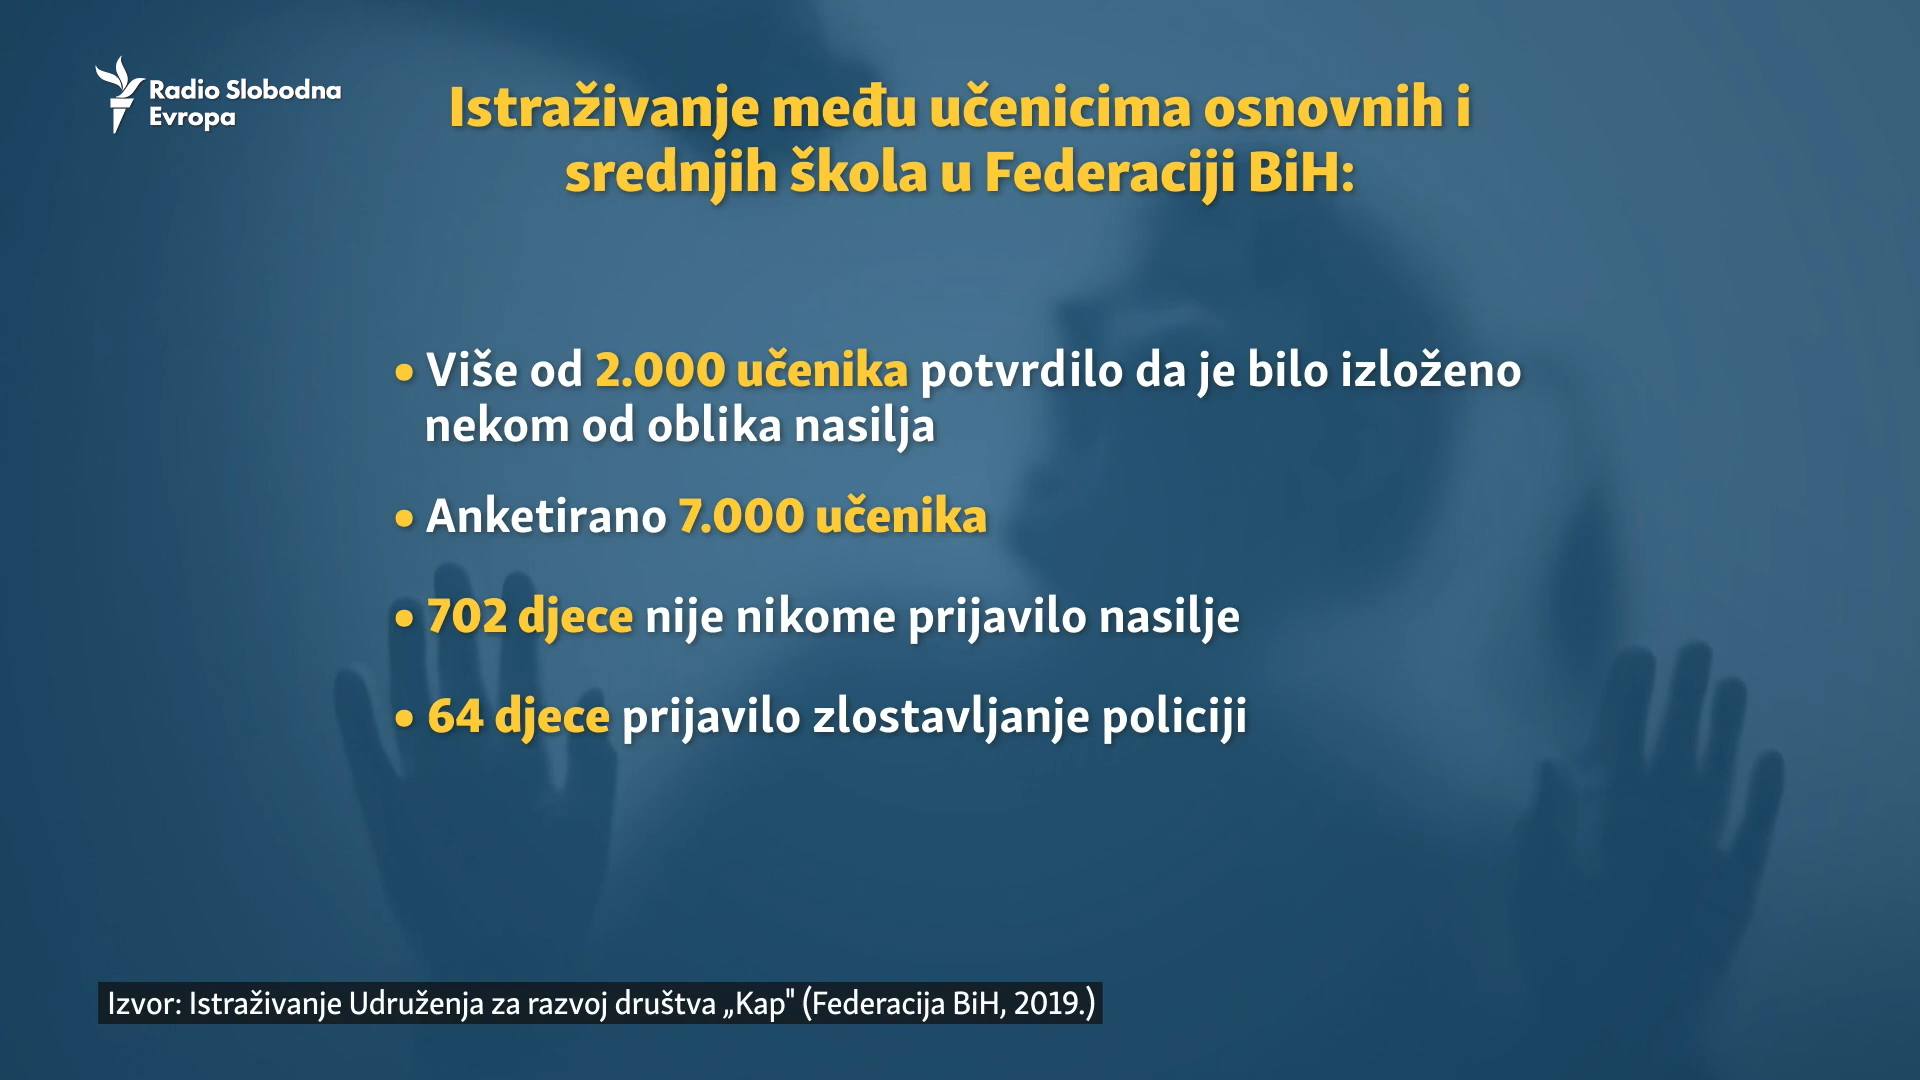 Radio Slobodna
Evropa
Istraživanje među učenicima osnovnih i
srednjih škola u Federaciji BiH:
• Više od 2.000 učenika potvrdilo da je bilo izloženo
nekom od oblika nasilja
• Anketirano 7.000 učenika
• 702 djece nije nikome prijavilo nasilje
• 64 djece prijavilo zlostavljanje policiji
Izvor: Istraživanje Udruženja za razvoj društva „Kap" (Federacija BiH, 2019.)